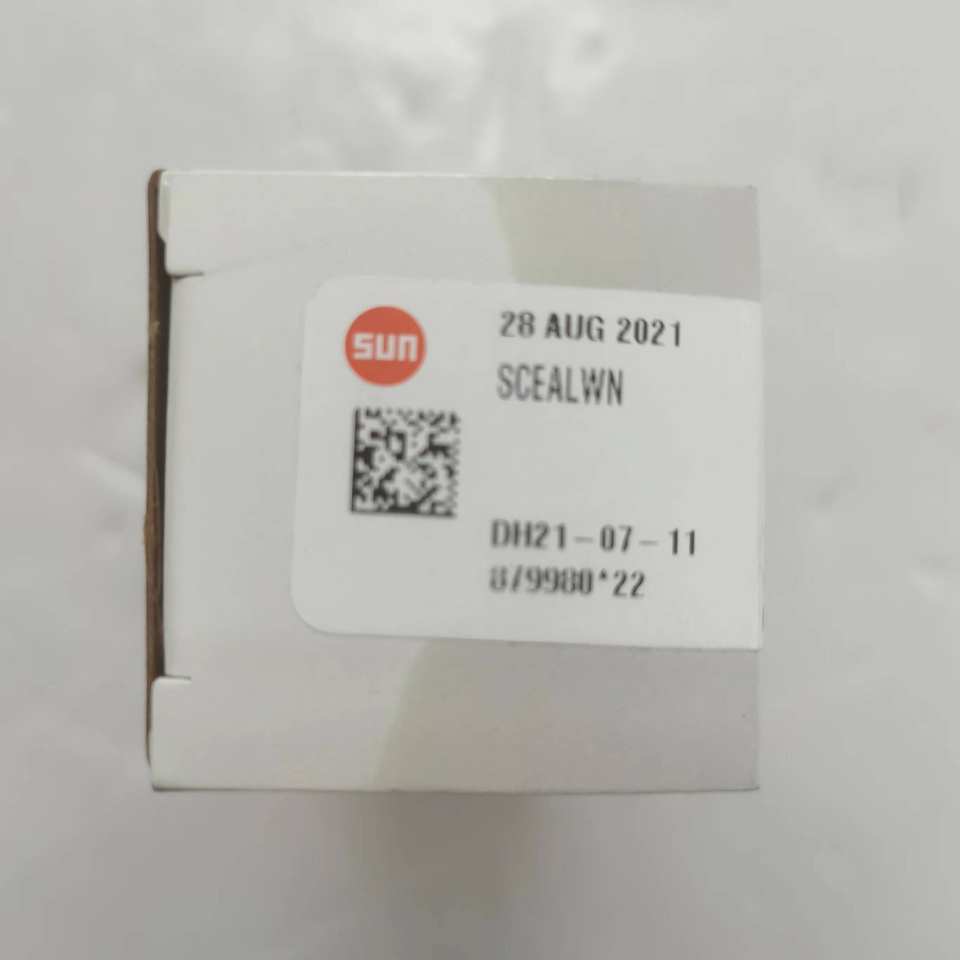 sun
28 AUG 2021
SCEALWN
DH21-07-11
879980*22